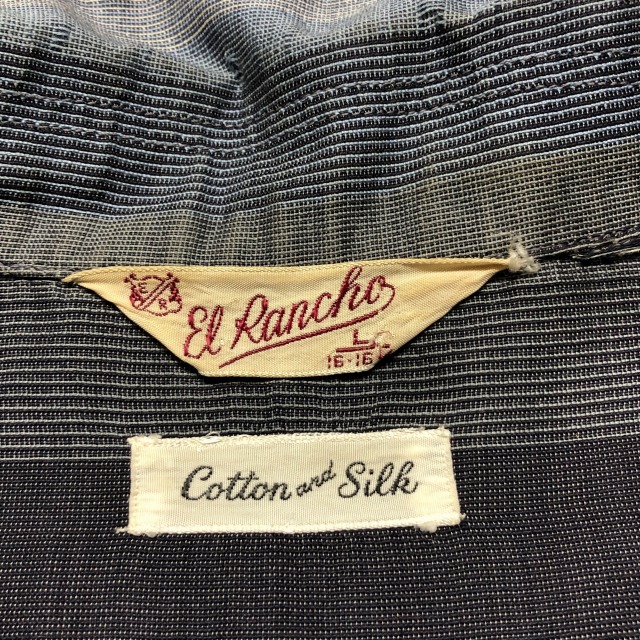 E R
El Rancho
L
16-16½
Cotton and Silk